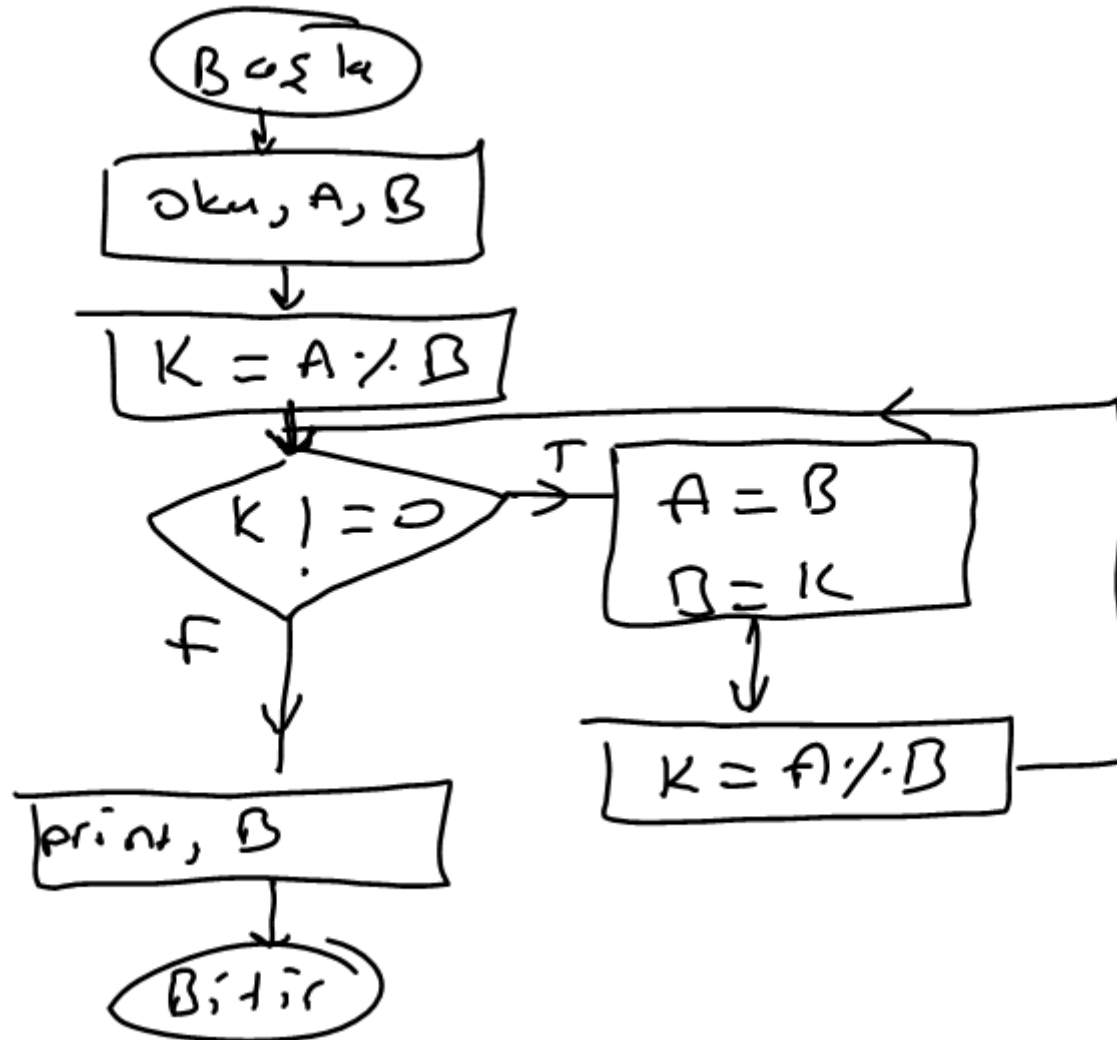 Başla
oku, A, B
K = A % B
K != 0
T
A = B
B = K
K = A % B
F
print, B
Bitir